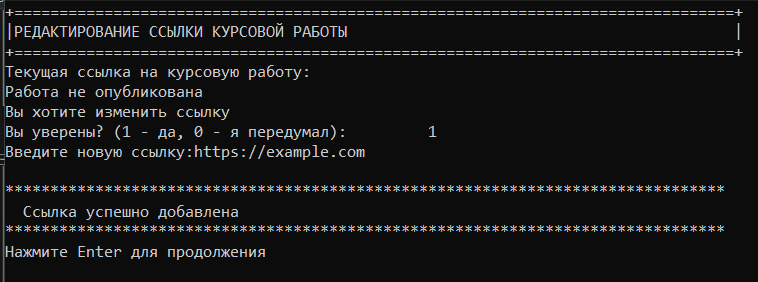 +================================================================================+
|РЕДАКТИРОВАНИЕ ССЫЛКИ КУРСОВОЙ РАБОТЫ                                           |
+================================================================================+
Текущая ссылка на курсовую работу:
Работа не опубликована
Вы хотите изменить ссылку
Вы уверены? (1 - да, 0 - я передумал):         1
Введите новую ссылку:https://example.com

********************************************************************************
  Ссылка успешно добавлена
********************************************************************************
Нажмите Enter для продолжения